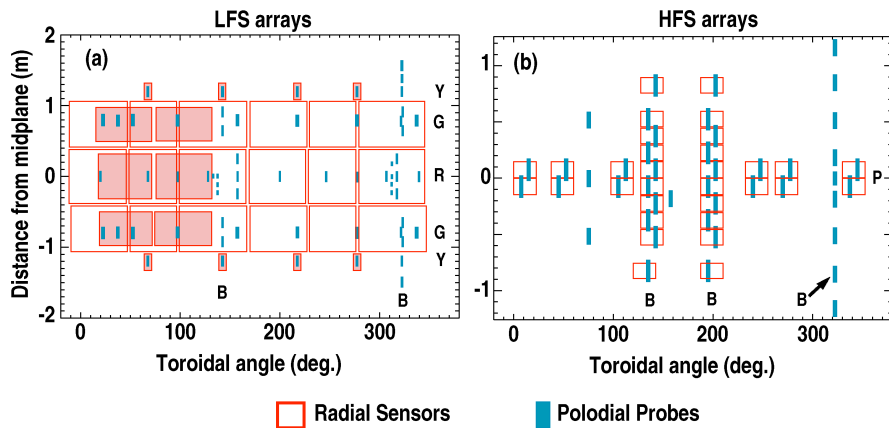 LFS arrays
HFS arrays
Distance from midplane (m)
2
1
0
-1
-2
(a)
Y
G
R
G
Y
B
B
0
100
200
300
Toroidal angle (deg.)
1
0
-1
(b)
P
B
B
B
0
100
200
300
Toroidal angle (deg.)
Radial Sensors
Polodial Probes